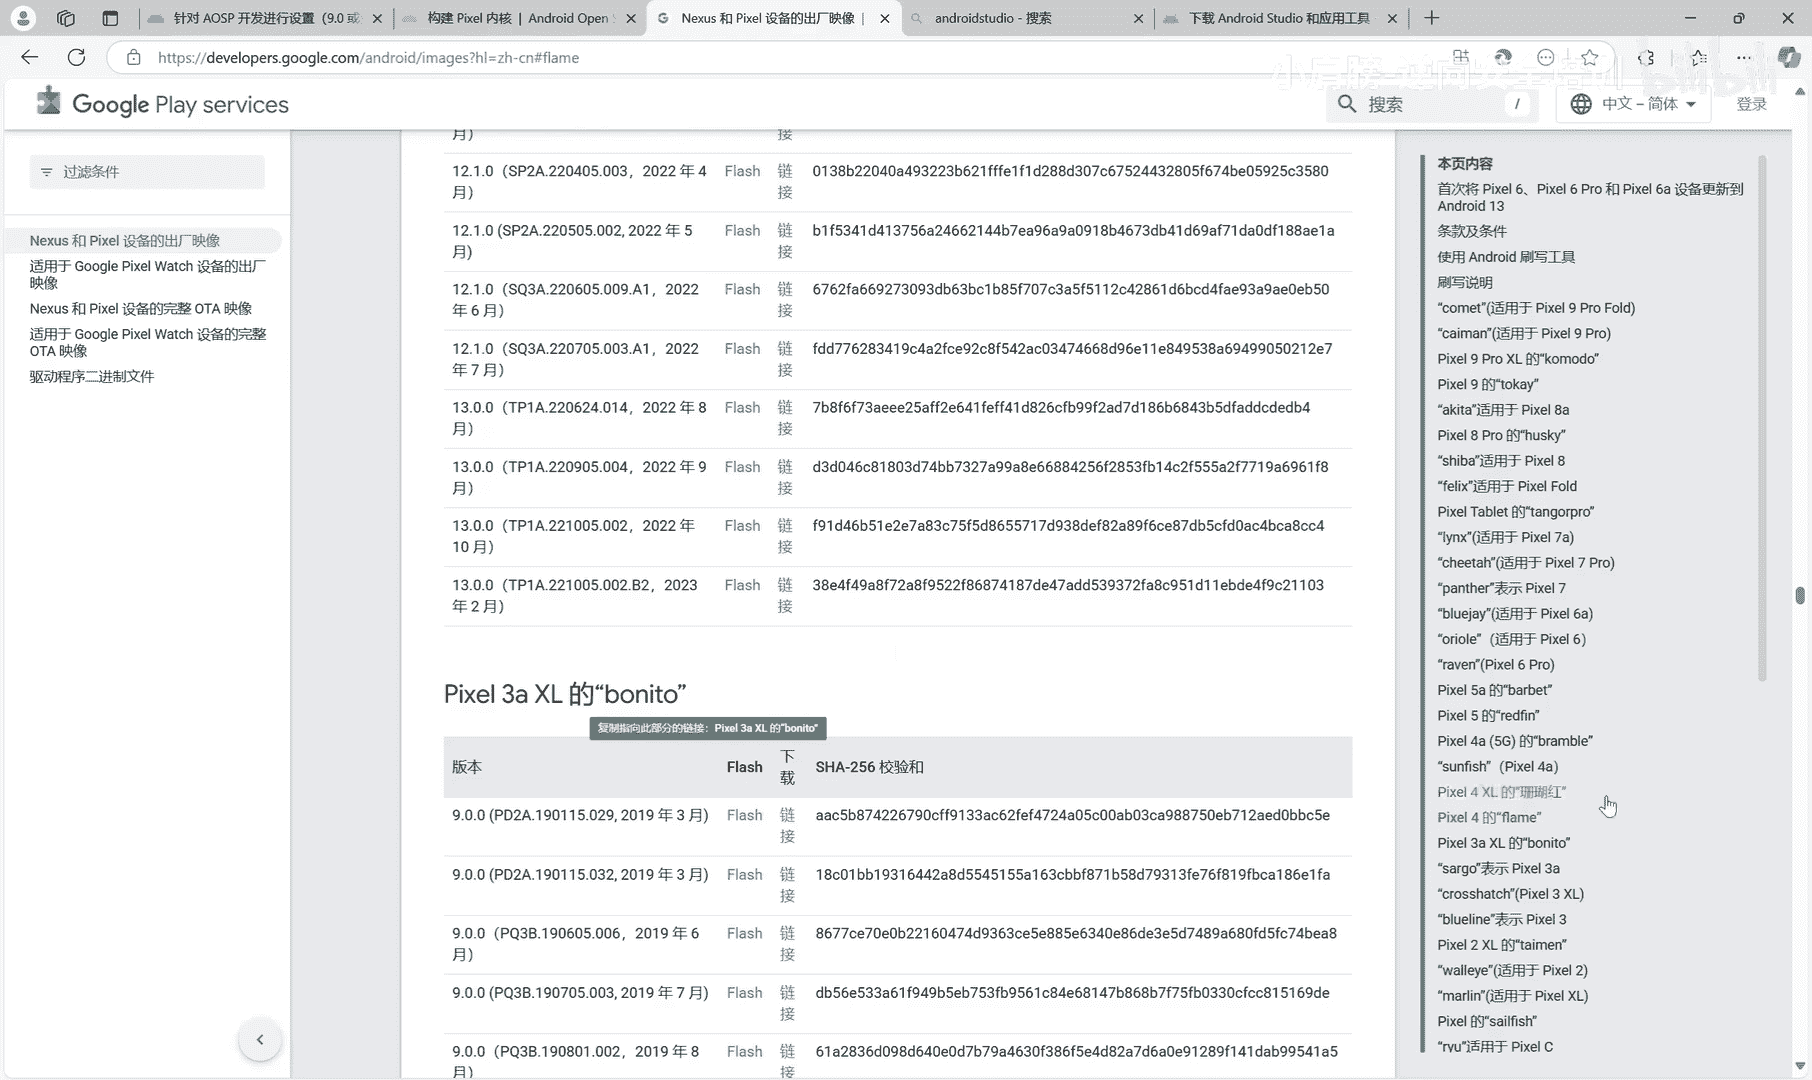 针对 AOSP 开发进行设置（9.0 或
构建 Pixel 内核 | Android Open S
Nexus 和 Pixel 设备的出厂映像 |
androidstudio - 搜索
下载 Android Studio 和应用工具
https://developers.google.com/android/images?hl=zh-cn#flame
Google Play services
搜索
/
中文 – 简体
登录
过滤条件
Nexus 和 Pixel 设备的出厂映像
适用于 Google Pixel Watch 设备的出厂
映像
Nexus 和 Pixel 设备的完整 OTA 映像
适用于 Google Pixel Watch 设备的完整
OTA 映像
驱动程序二进制文件
月）
接
12.1.0（SP2A.220405.003，2022 年 4
月）
Flash
链
接
0138b22040a493223b621fffe1f1d288d307c67524432805f674be05925c3580
12.1.0 (SP2A.220505.002, 2022 年 5
月)
Flash
链
接
b1f5341d413756a24662144b7ea96a9a0918b4673db41d69af71da0df188ae1a
12.1.0（SQ3A.220605.009.A1，2022
年 6 月）
Flash
链
接
6762fa669273093db63bc1b85f707c3a5f5112c42861d6bcd4fae93a9ae0eb50
12.1.0（SQ3A.220705.003.A1，2022
年 7 月）
Flash
链
接
fdd776283419c4a2fce92c8f542ac03474668d96e11e849538a69499050212e7
13.0.0（TP1A.220624.014，2022 年 8
月）
Flash
链
接
7b8f6f73aeee25aff2e641feff41d826cfb99f2ad7d186b6843b5dfaddcdedb4
13.0.0（TP1A.220905.004，2022 年 9
月）
Flash
链
接
d3d046c81803d74bb7327a99a8e66884256f2853fb14c2f555a2f7719a6961f8
13.0.0（TP1A.221005.002，2022 年
10 月）
Flash
链
接
f91d46b51e2e7a83c75f5d8655717d938def82a89f6ce87db5cfd0ac4bca8cc4
13.0.0（TP1A.221005.002.B2，2023
年 2 月）
Flash
链
接
38e4f49a8f72a8f9522f86874187de47add539372fa8c951d11ebde4f9c21103
Pixel 3a XL 的“bonito”
复制指向此部分的链接：Pixel 3a XL 的“bonito”
版本
Flash
下
载
SHA-256 校验和
9.0.0 (PD2A.190115.029, 2019 年 3 月)
Flash
链
接
aac5b874226790cff9133ac62fef4724a05c00ab03ca988750eb712aed0bbc5e
9.0.0 (PD2A.190115.032, 2019 年 3 月)
Flash
链
接
18c01bb19316442a8d5545155a163cbbf871b58d79313fe76f819fbca186e1fa
9.0.0（PQ3B.190605.006，2019 年 6
月）
Flash
链
接
8677ce70e0b22160474d9363ce5e885e6340e86de3e5d7489a680fd5fc74bea8
9.0.0 (PQ3B.190705.003, 2019 年 7 月)
Flash
链
接
db56e533a61f949b5eb753fb9561c84e68147b868b7f75fb0330cfcc815169de
9.0.0（PQ3B.190801.002，2019 年 8
月）
Flash
链
接
61a2836d098d640e0d7b79a4630f386f5e4d82a7d6a0e91289f141dab99541a5
本页内容
首次将 Pixel 6、Pixel 6 Pro 和 Pixel 6a 设备更新到
Android 13
条款及条件
使用 Android 刷写工具
刷写说明
“comet”(适用于 Pixel 9 Pro Fold)
“caiman”(适用于 Pixel 9 Pro)
Pixel 9 Pro XL 的“komodo”
Pixel 9 的“tokay”
“akita”适用于 Pixel 8a
Pixel 8 Pro 的“husky”
“shiba”适用于 Pixel 8
“felix”适用于 Pixel Fold
Pixel Tablet 的“tangorpro”
“lynx”(适用于 Pixel 7a)
“cheetah”(适用于 Pixel 7 Pro)
“panther”表示 Pixel 7
“bluejay”(适用于 Pixel 6a)
“oriole”（适用于 Pixel 6）
“raven”(Pixel 6 Pro)
Pixel 5a 的“barbet”
Pixel 5 的“redfin”
Pixel 4a (5G) 的“bramble”
“sunfish”（Pixel 4a）
Pixel 4 XL 的“珊瑚红”
Pixel 4 的“flame”
Pixel 3a XL 的“bonito”
“sargo”表示 Pixel 3a
“crosshatch”(Pixel 3 XL)
“blueline”表示 Pixel 3
Pixel 2 XL 的“taimen”
“walleye”(适用于 Pixel 2)
“marlin”(适用于 Pixel XL)
Pixel 的“sailfish”
“ryu”适用于 Pixel C